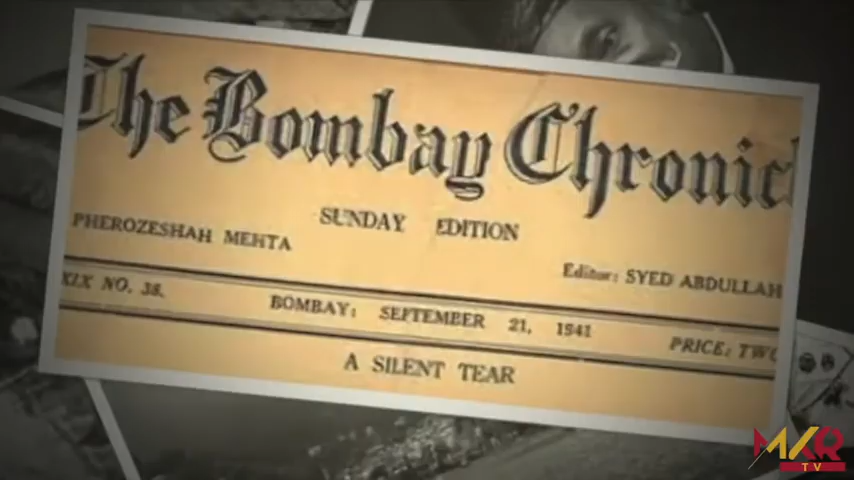 The Bombay Chronic
SUNDAY EDITION
PHEROZESHAH MEHTA
Editor: SYED ABDULLAH
XLX NO. 38.
BOMBAY: SEPTEMBER 21, 1941
PRICE: TWO
A SILENT TEAR
MKR
TV